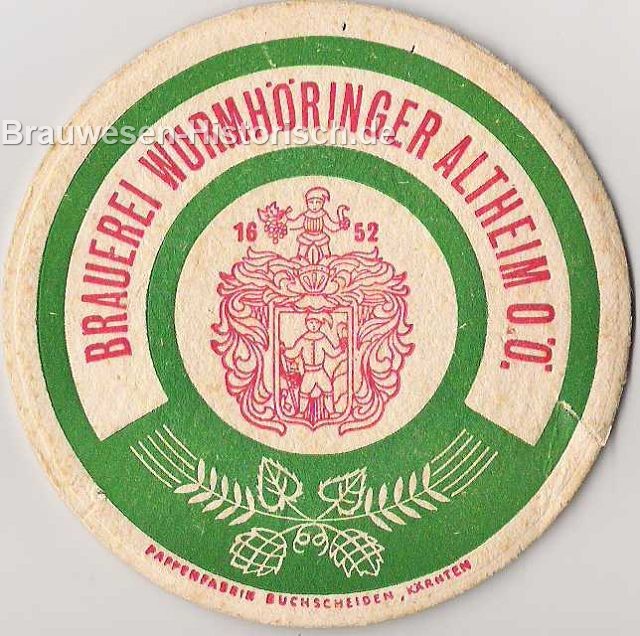 BRAUEREI WURMHÖRINGER ALTHEIM O.Ö.
Brauwesen-Historisch.de
16 52
PAPPENFABRIK BUCHSCHEIDEN, KÄRNTEN